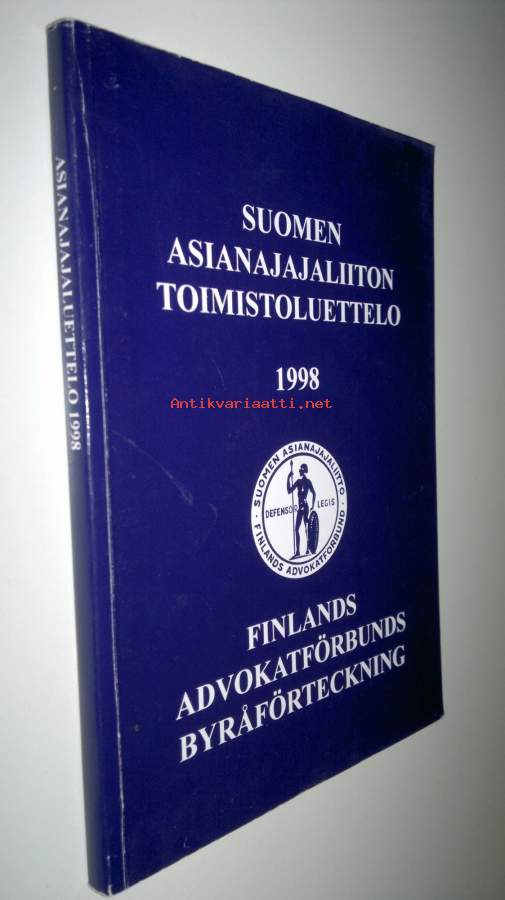 ASIANAJAJALUETTELO 1998
SUOMEN
ASIANAJAJALIITON
TOIMISTOLUETTELO
1998
Antikvariaatti.net
· SUOMEN ASIANAJAJALIITTO ·
DEFENSOR LEGIS
FINLANDS ADVOKATFÖRBUND
FINLANDS
ADVOKATFÖRBUNDS
BYRÅFÖRTECKNING